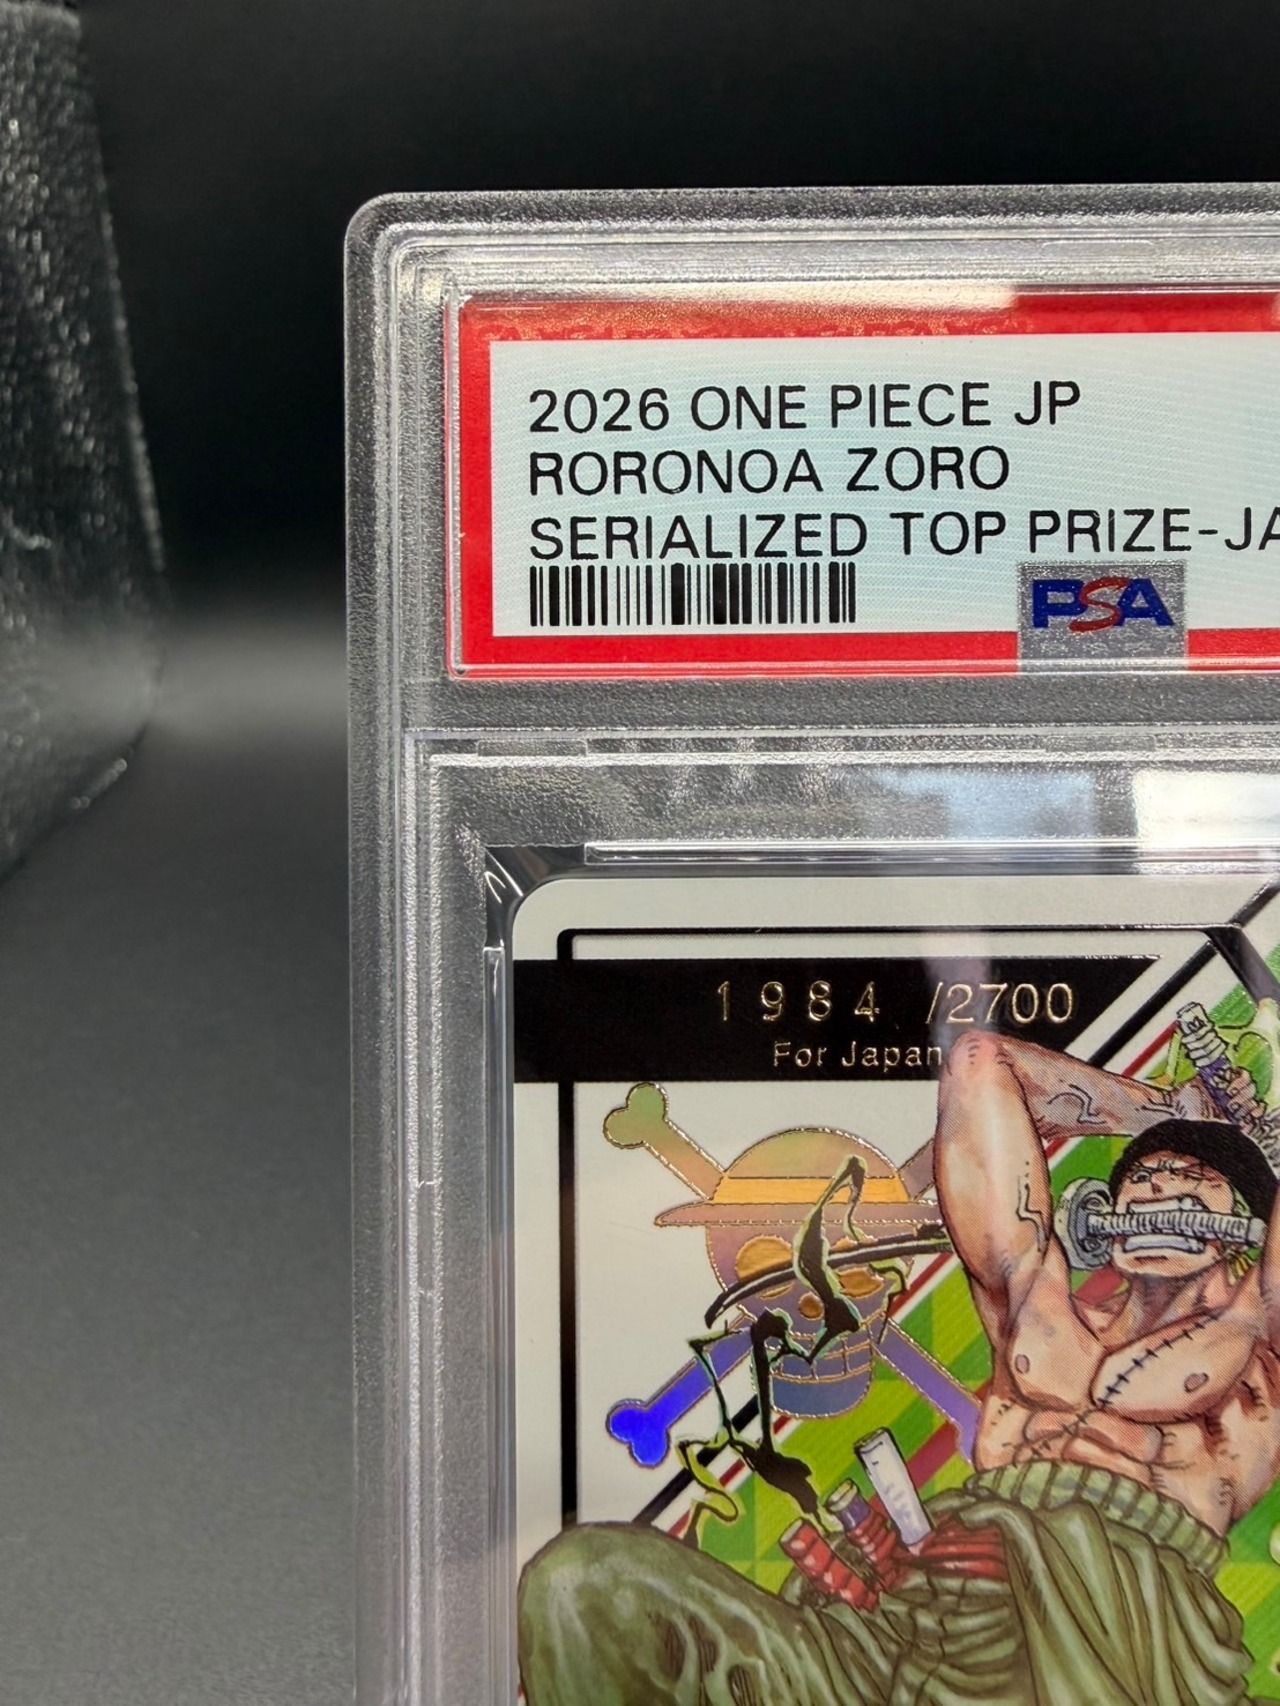 2026 ONE PIECE JP
RORONOA ZORO
SERIALIZED TOP PRIZE-JA
PSA
1984 /2700
For Japan